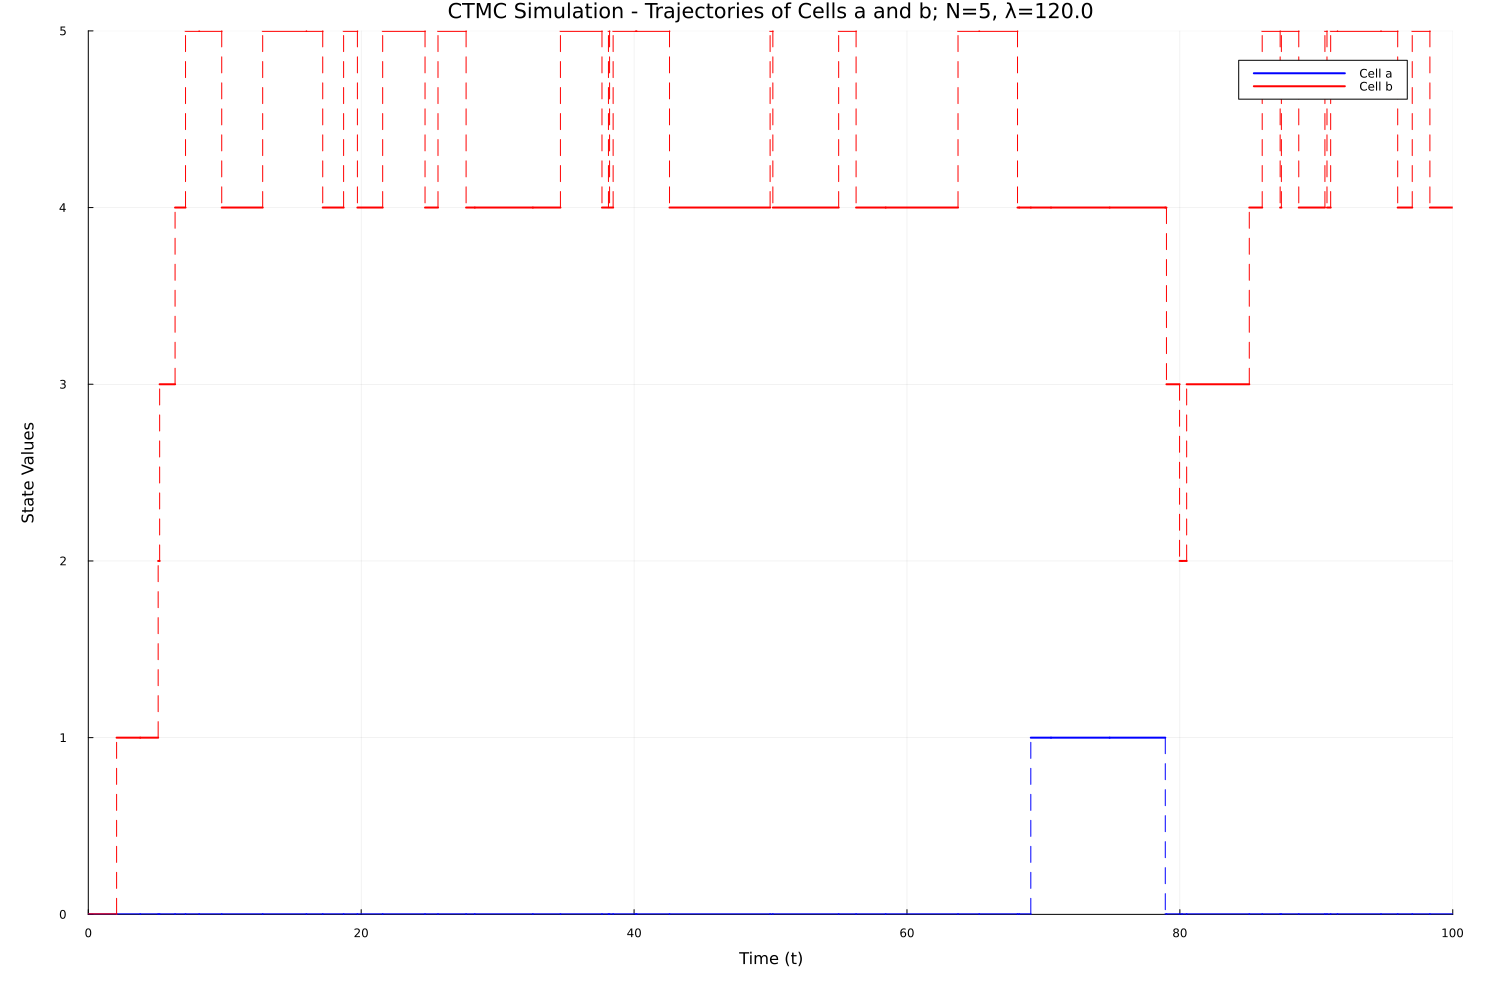 CTMC Simulation - Trajectories of Cells a and b; N=5, λ=120.0
5
Cell a
Cell b
4
3
State Values
2
1
0
0 20 40 60 80 100
Time (t)